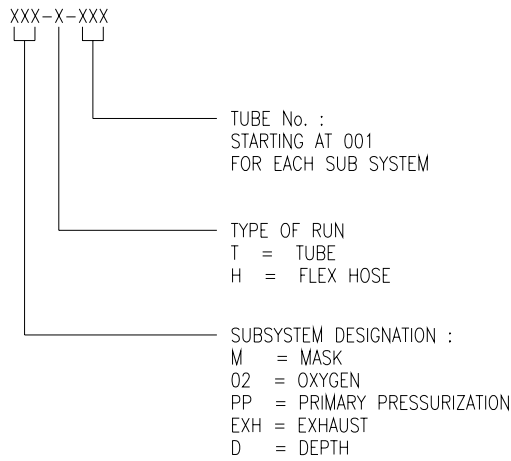 XXX-X-XXX
TUBE No. :
STARTING AT 001
FOR EACH SUB SYSTEM
TYPE OF RUN
T = TUBE
H = FLEX HOSE
SUBSYSTEM DESIGNATION :
M = MASK
O2 = OXYGEN
PP = PRIMARY PRESSURIZATION
EXH = EXHAUST
D = DEPTH